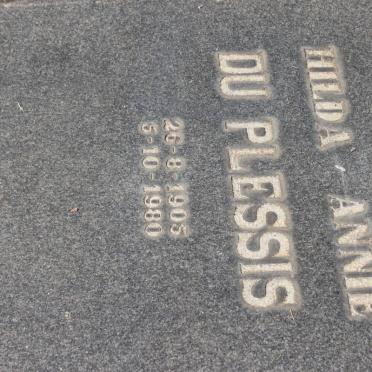 HILDA ANNIE
DU PLESSIS
26-8-1905
5-10-1980